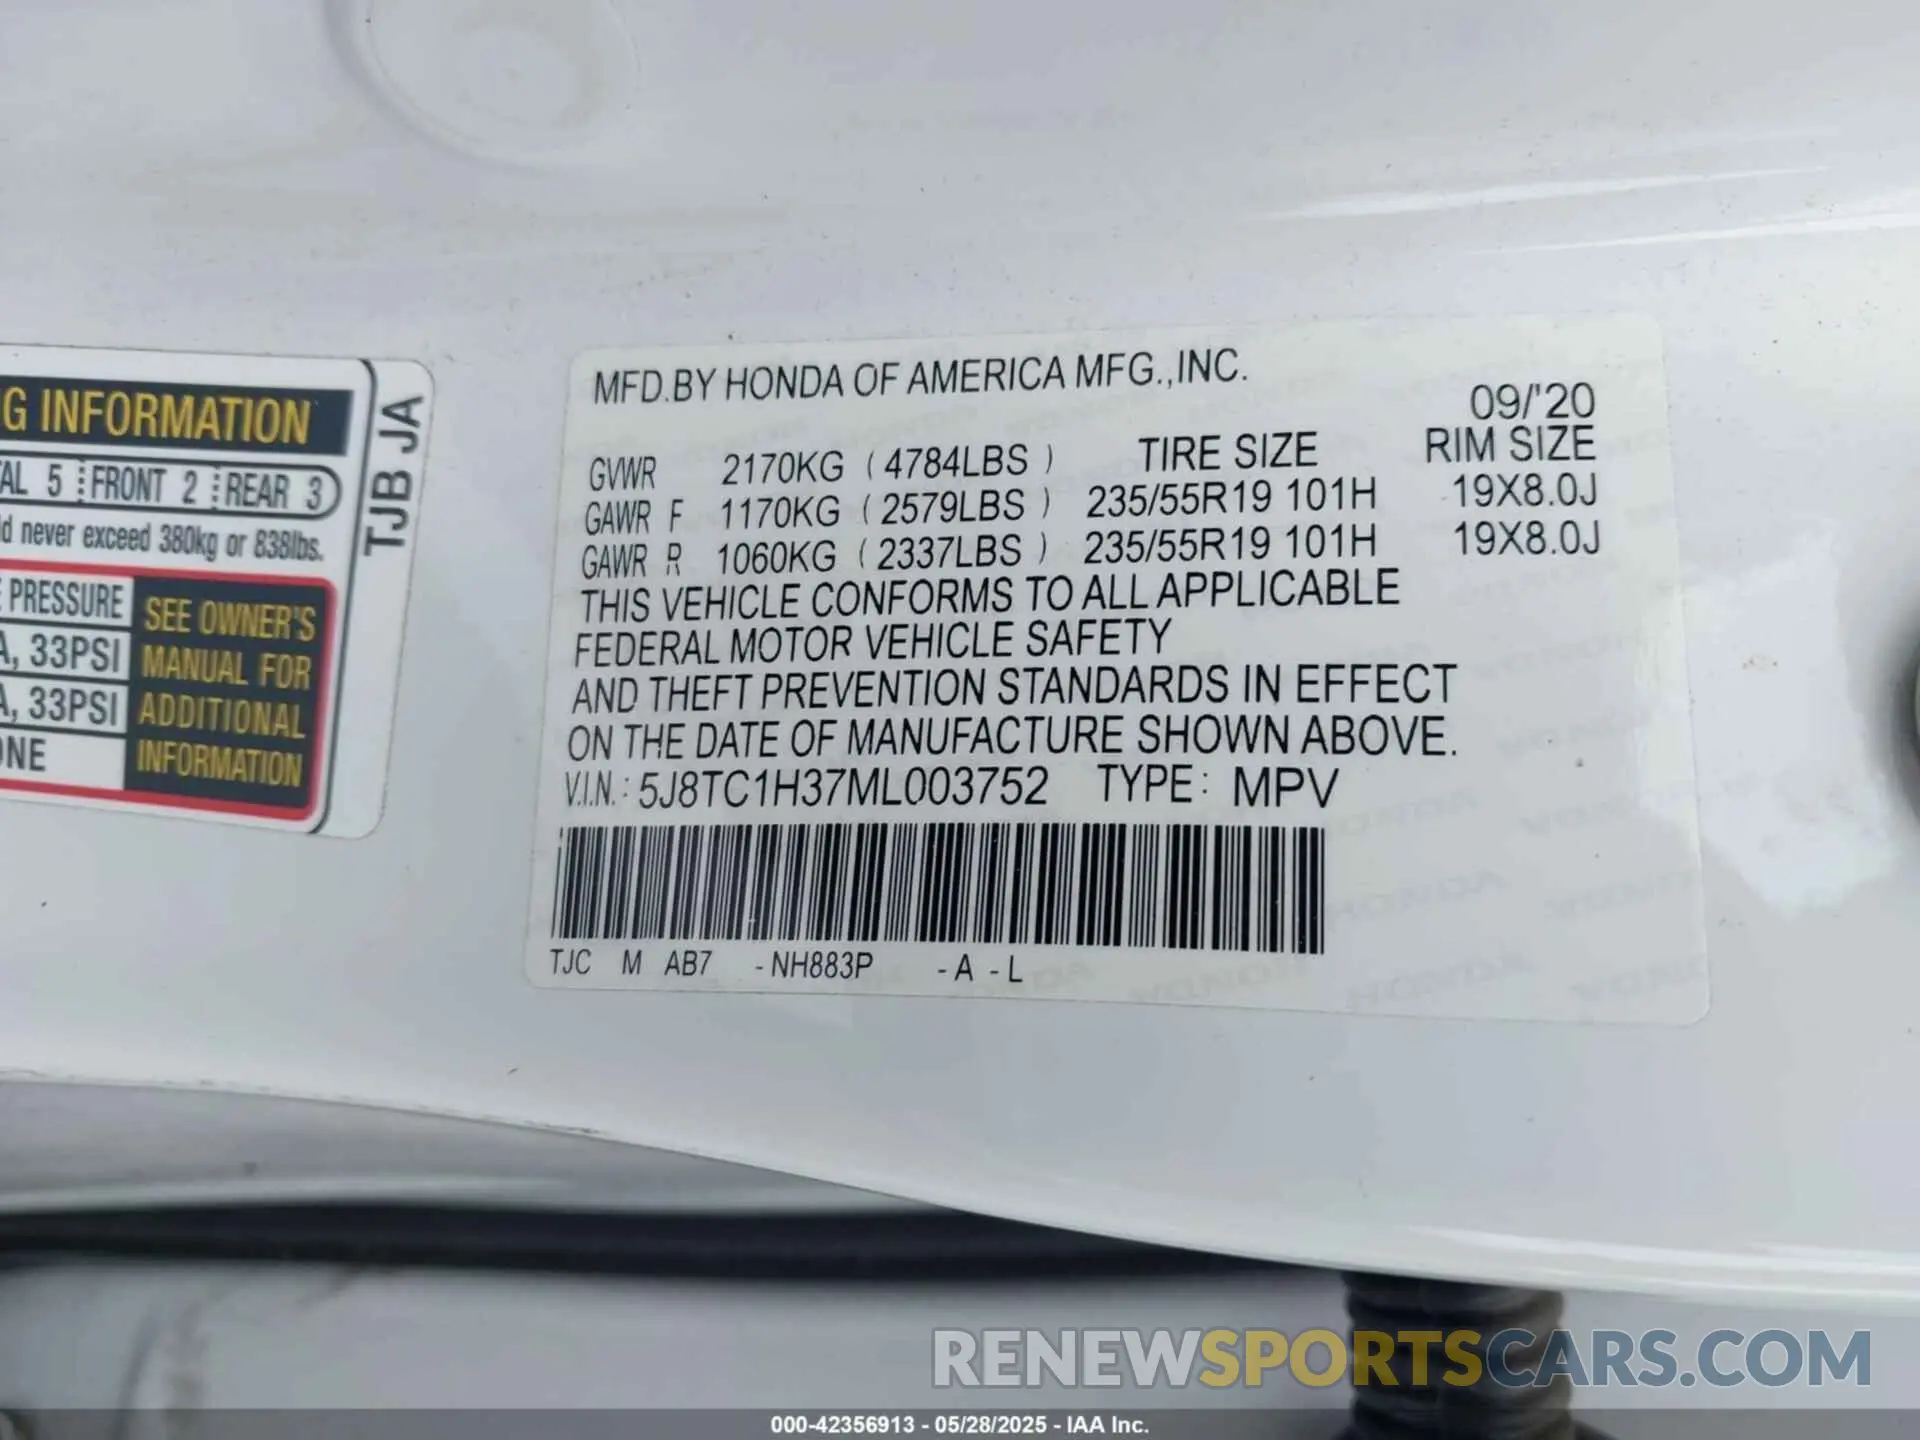 G INFORMATION
AL 5 FRONT 2 REAR 3
never exceed 380kg or 838lbs.
PRESSURE
A, 33PSI
A, 33PSI
ONE
SEE OWNER'S
MANUAL FOR
ADDITIONAL
INFORMATION
TJB JA
MFD.BY HONDA OF AMERICA MFG.,INC.
09/'20
GVWR 2170KG ( 4784LBS ) TIRE SIZE RIM SIZE
GAWR F 1170KG ( 2579LBS ) 235/55R19 101H 19X8.0J
GAWR R 1060KG ( 2337LBS ) 235/55R19 101H 19X8.0J
THIS VEHICLE CONFORMS TO ALL APPLICABLE
FEDERAL MOTOR VEHICLE SAFETY
AND THEFT PREVENTION STANDARDS IN EFFECT
ON THE DATE OF MANUFACTURE SHOWN ABOVE.
V.I.N.: 5J8TC1H37ML003752 TYPE: MPV
TJC M AB7 -NH883P -A -L
RENEWSPORTSCARS.COM
000-42356913 - 05/28/2025 - IAA Inc.